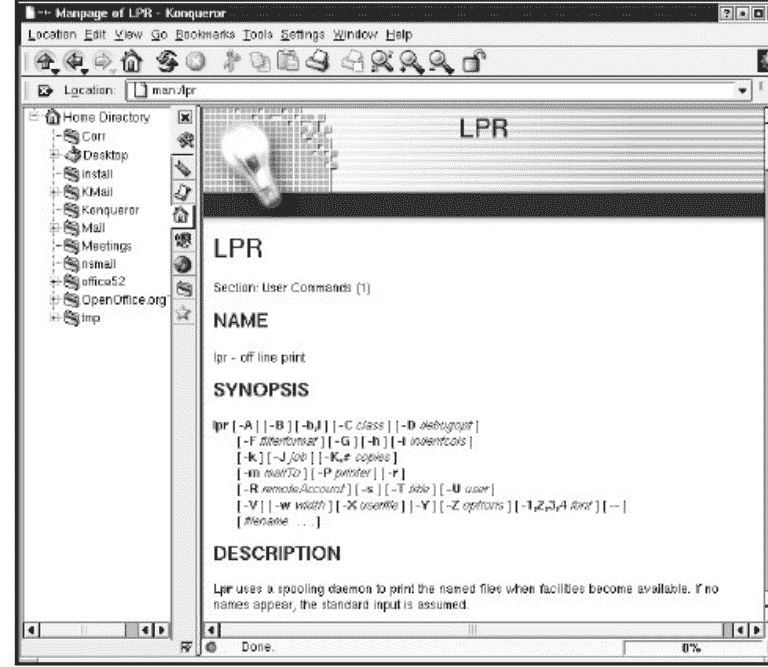 Manpage of LPR - Konqueror
Location Edit View Go Bookmarks Tools Settings Window Help
Location: man:/lpr
Home Directory
Corr
Desktop
install
KMail
Konqueror
Mail
Meetings
nsmail
office52
OpenOffice.org
tmp
LPR
LPR
Section: User Commands (1)
NAME
lpr - off line print
SYNOPSIS
lpr [ -A ] [ -B ] [ -b,l ] [ -C class ] [ -D debugopt ]
[ -F filterformat ] [ -G ] [ -h ] [ -i indentcols ]
[ -k ] [ -J job ] [ -K,# copies ]
[ -m mailTo ] [ -P printer ] [ -r ]
[ -R remoteAccount ] [ -s ] [ -T title ] [ -U user ]
[ -V ] [ -w width ] [ -X userfile ] [ -Y ] [ -Z options ] [ -1,2,3,4 font ] [ -- ]
[ filename ... ]
DESCRIPTION
Lpr uses a spooling daemon to print the named files when facilities become available. If no
names appear, the standard input is assumed.
Done.
0%